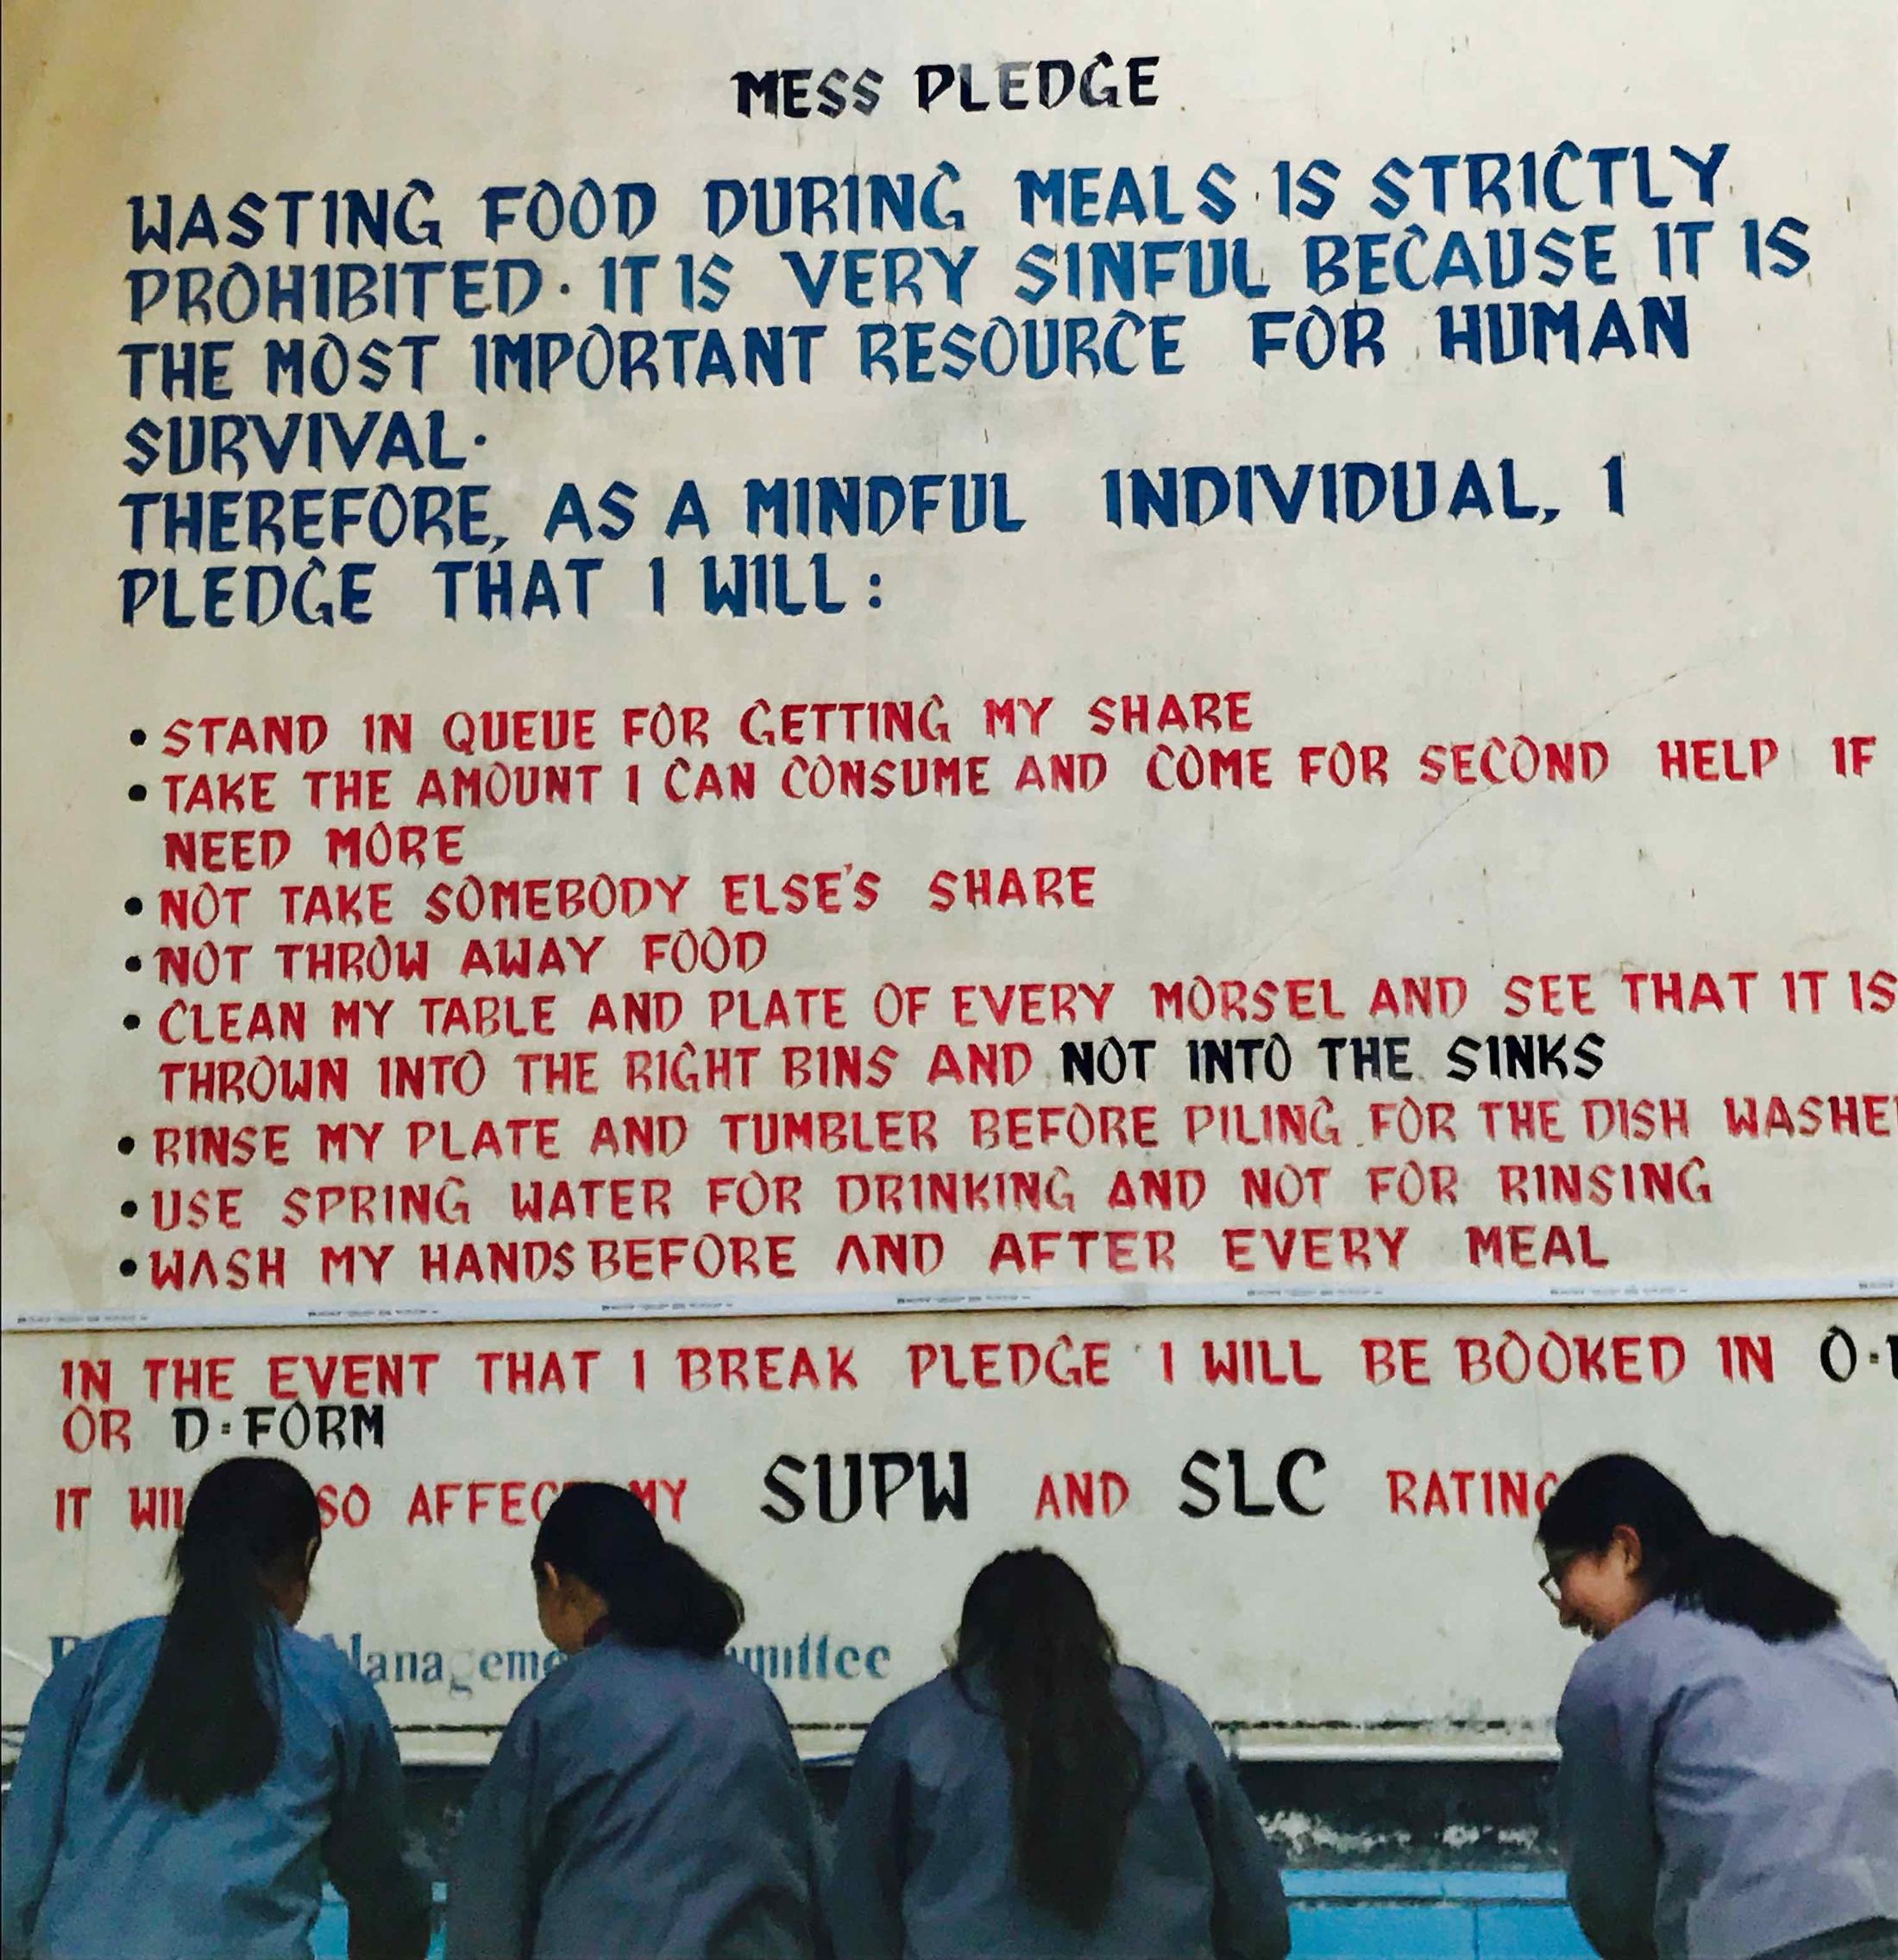 MESS PLEDGE
WASTING FOOD DURING MEALS IS STRICTLY
PROHIBITED. IT IS VERY SINFUL BECAUSE IT IS
THE MOST IMPORTANT RESOURCE FOR HUMAN
SURVIVAL.
THEREFORE, AS A MINDFUL INDIVIDUAL, I
PLEDGE THAT I WILL:
• STAND IN QUEUE FOR GETTING MY SHARE
• TAKE THE AMOUNT I CAN CONSUME AND COME FOR SECOND HELP IF
NEED MORE
• NOT TAKE SOMEBODY ELSE'S SHARE
• NOT THROW AWAY FOOD
• CLEAN MY TABLE AND PLATE OF EVERY MORSEL AND SEE THAT IT IS
THROWN INTO THE RIGHT BINS AND NOT INTO THE SINKS
• RINSE MY PLATE AND TUMBLER BEFORE PILING FOR THE DISH WASHE
• USE SPRING WATER FOR DRINKING AND NOT FOR RINSING
• WASH MY HANDS BEFORE AND AFTER EVERY MEAL
IN THE EVENT THAT I BREAK PLEDGE I WILL BE BOOKED IN O-
OR D-FORM
IT SO AFFECT MY SUPW AND SLC RATING